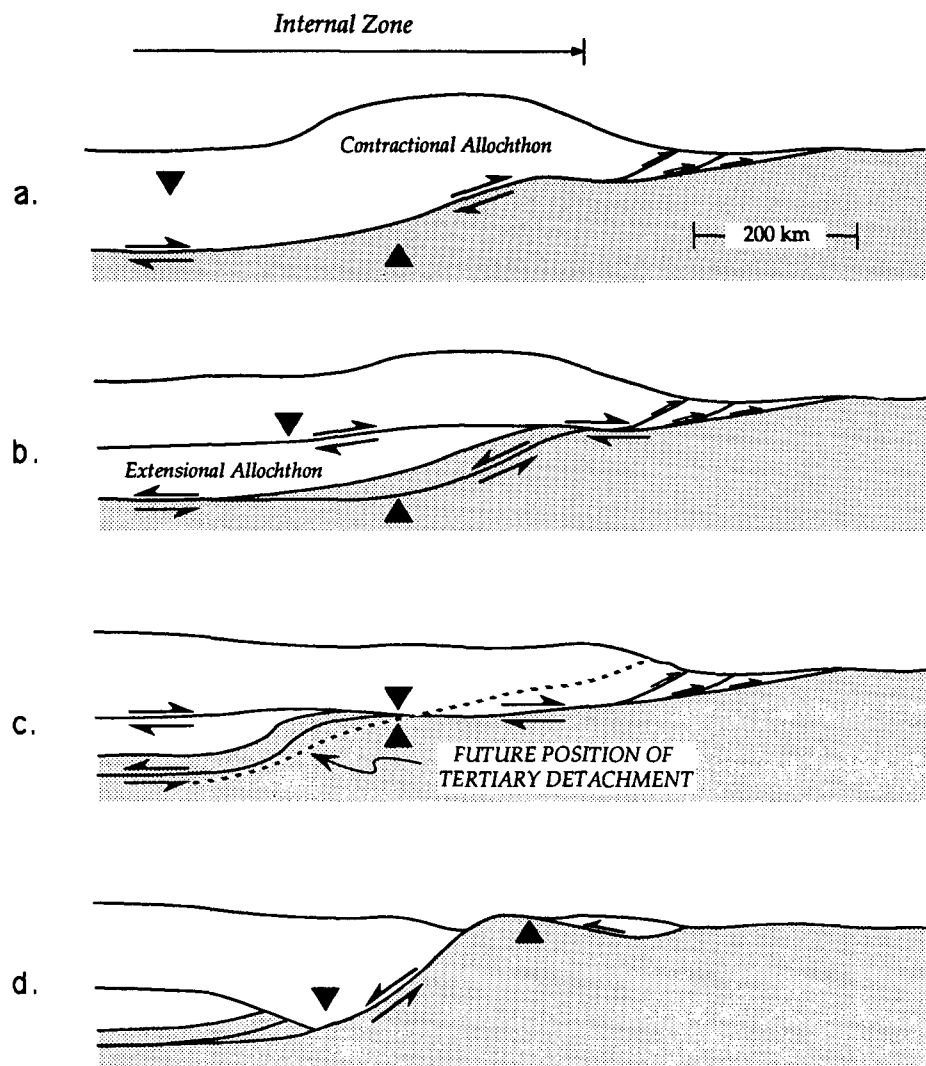 Internal Zone
Contractional Allochthon
a.
200 km
b.
Extensional Allochthon
c.
FUTURE POSITION OF
TERTIARY DETACHMENT
d.